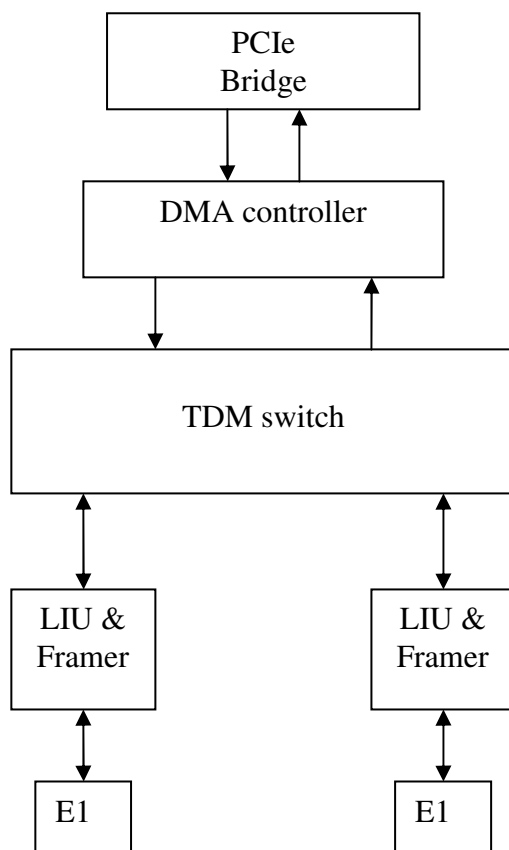 PCIe
Bridge
DMA controller
TDM switch
LIU &
Framer
LIU &
Framer
E1
E1